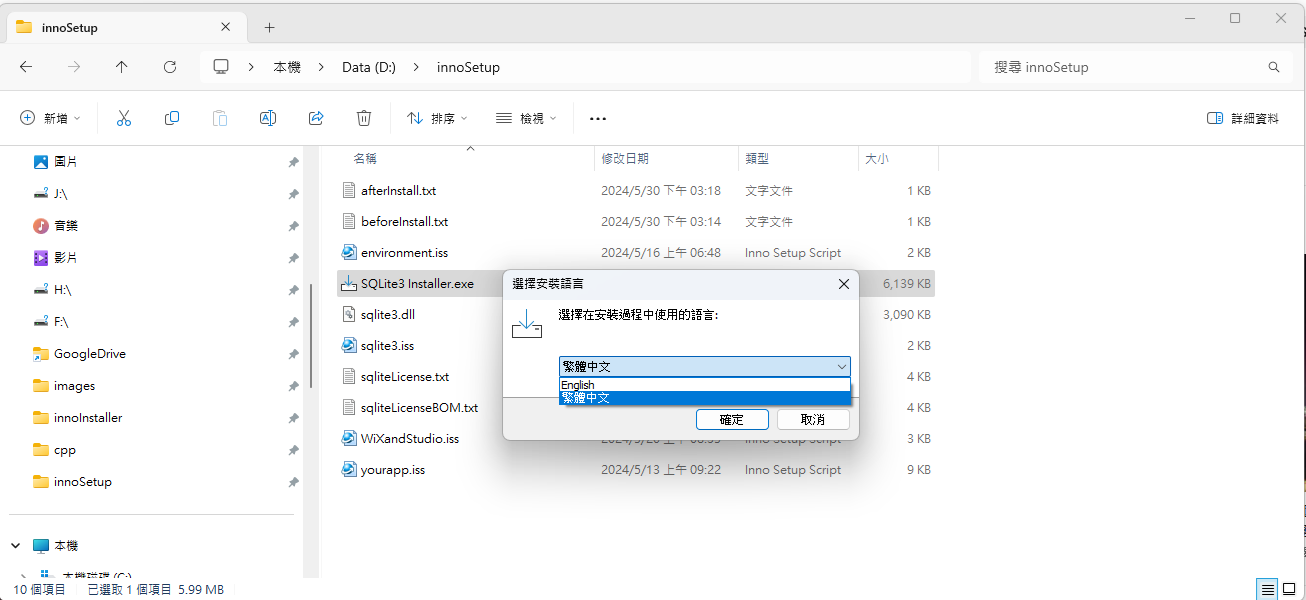 innoSetup
本機
Data (D:)
innoSetup
搜尋 innoSetup
新增
排序
檢視
詳細資料
圖片
J:\
音樂
影片
H:\
F:\
GoogleDrive
images
innoInstaller
cpp
innoSetup
本機
本機磁碟 (C:)
名稱 修改日期 類型 大小
afterInstall.txt 2024/5/30 下午 03:18 文字文件 1 KB
beforeInstall.txt 2024/5/30 下午 03:14 文字文件 1 KB
environment.iss 2024/5/16 上午 06:48 Inno Setup Script 2 KB
SQLite3 Installer.exe 6,139 KB
sqlite3.dll 3,090 KB
sqlite3.iss 2 KB
sqliteLicense.txt 4 KB
sqliteLicenseBOM.txt 4 KB
WiXandStudio.iss Inno Setup Script 3 KB
yourapp.iss 2024/5/13 上午 09:22 Inno Setup Script 9 KB
選擇安裝語言
選擇在安裝過程中使用的語言:
繁體中文
English
繁體中文
確定
取消
10 個項目
已選取 1 個項目 5.99 MB